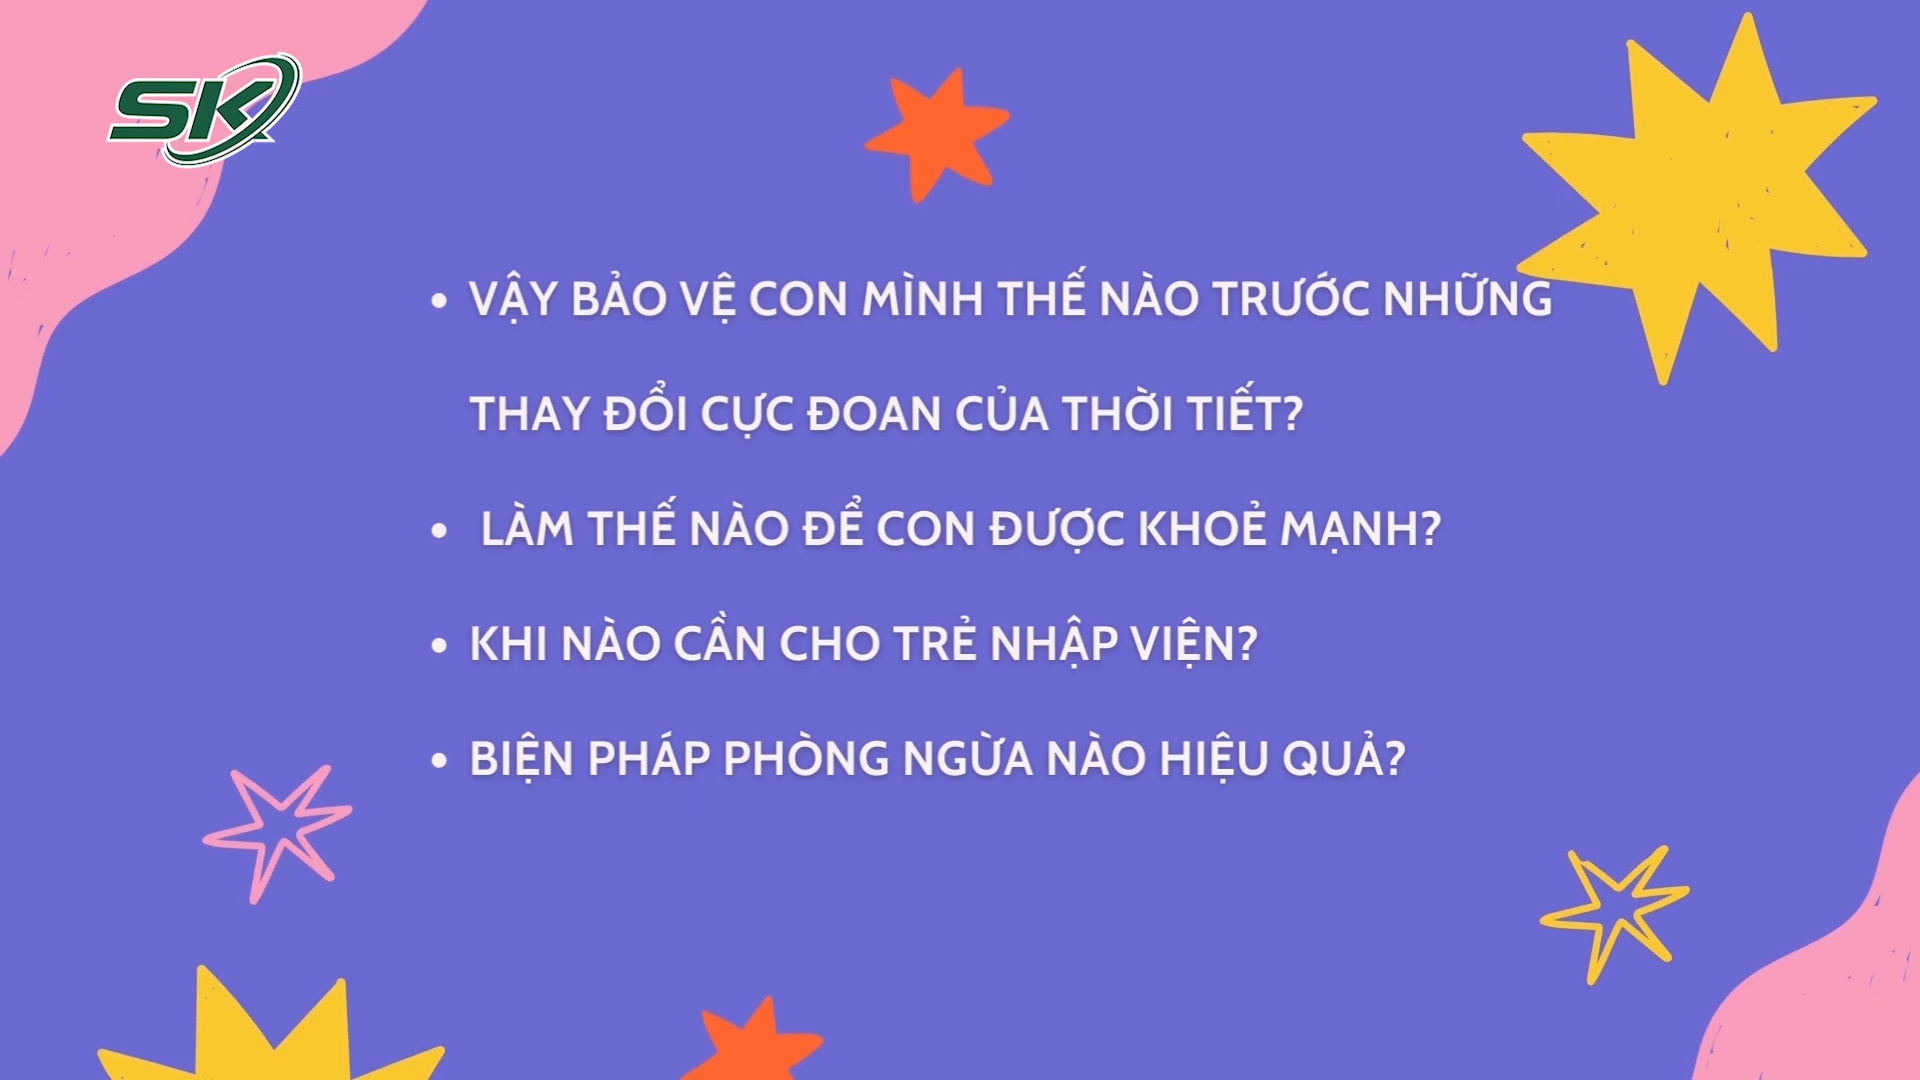 SK
• VẬY BẢO VỆ CON MÌNH THẾ NÀO TRƯỚC NHỮNG
THAY ĐỔI CỰC ĐOAN CỦA THỜI TIẾT?
• LÀM THẾ NÀO ĐỂ CON ĐƯỢC KHOẺ MẠNH?
• KHI NÀO CẦN CHO TRẺ NHẬP VIỆN?
• BIỆN PHÁP PHÒNG NGỪA NÀO HIỆU QUẢ?